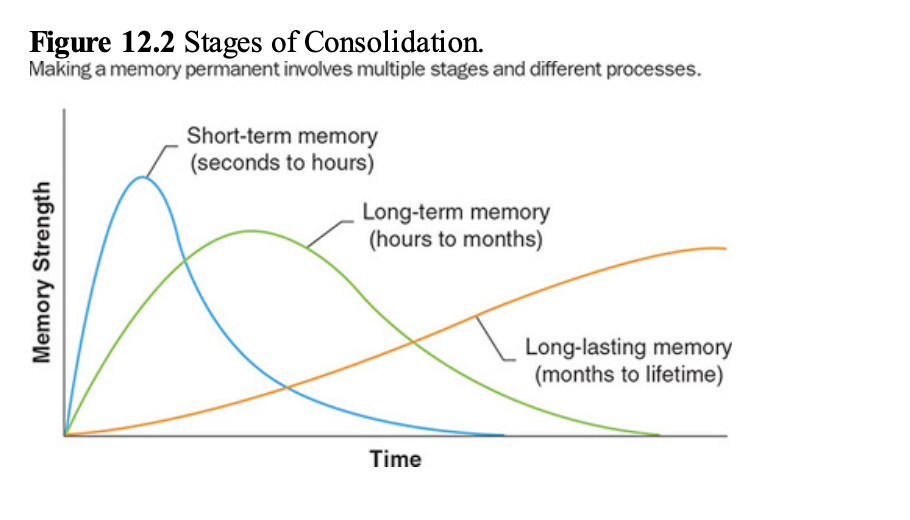 Figure 12.2 Stages of Consolidation.
Making a memory permanent involves multiple stages and different processes.
Short-term memory
(seconds to hours)
Long-term memory
(hours to months)
Long-lasting memory
(months to lifetime)
Memory Strength
Time